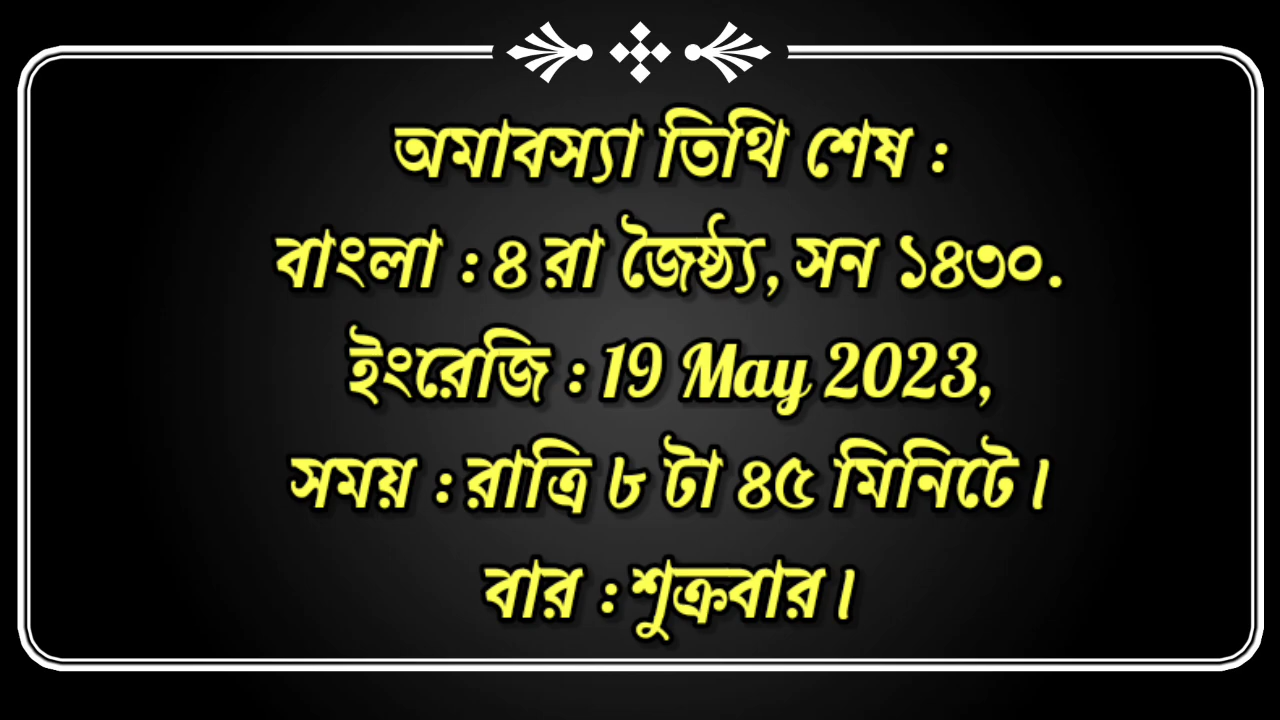 অমাবস্যা তিথি শেষ :
বাংলা : ৪ রা জৈষ্ঠ্য, সন ১৪৩০.
ইংরেজি : 19 May 2023,
সময় : রাত্রি ৮ টা ৪৫ মিনিটে।
বার : শুক্রবার।